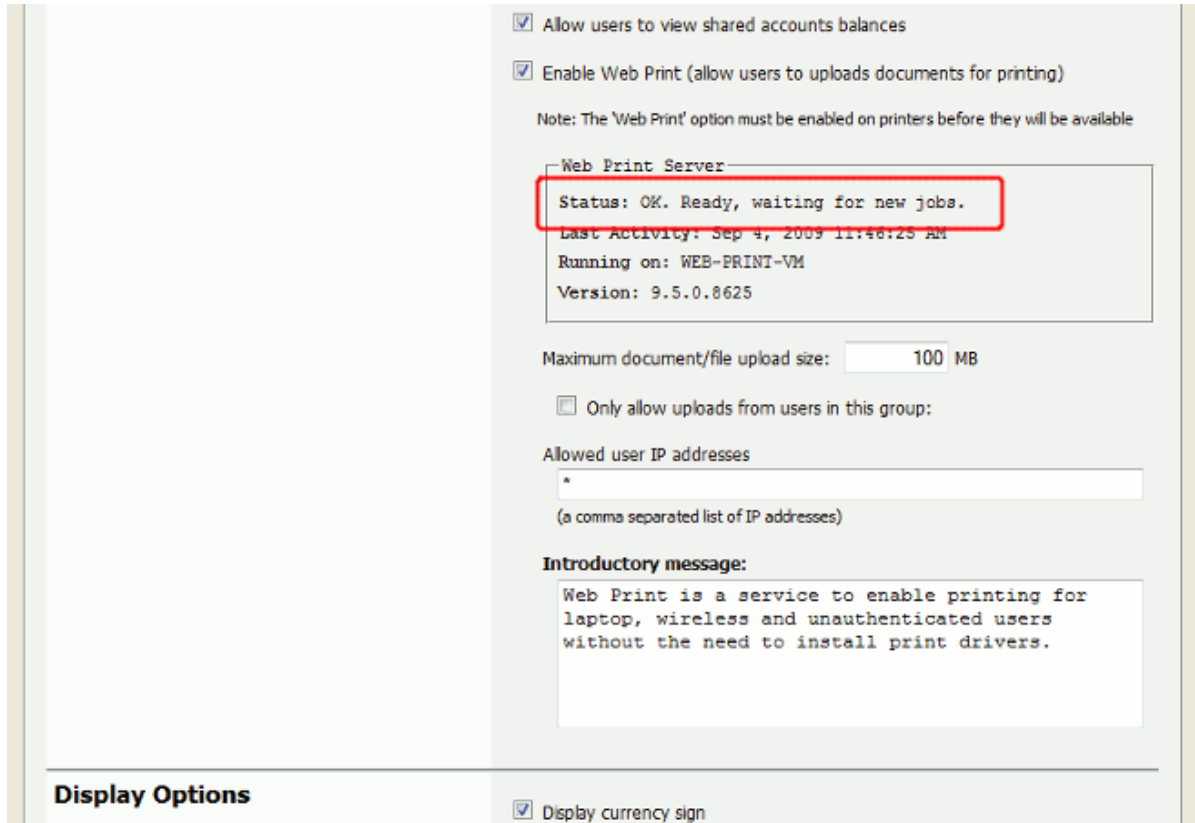 Allow users to view shared accounts balances
Enable Web Print (allow users to uploads documents for printing)
Note: The 'Web Print' option must be enabled on printers before they will be available
Web Print Server
Status: OK. Ready, waiting for new jobs.
Last Activity: Sep 4, 2009 11:46:25 AM
Running on: WEB-PRINT-VM
Version: 9.5.0.8625
Maximum document/file upload size: 100 MB
Only allow uploads from users in this group:
Allowed user IP addresses
*
(a comma separated list of IP addresses)
Introductory message:
Web Print is a service to enable printing for
laptop, wireless and unauthenticated users
without the need to install print drivers.
Display Options
Display currency sign